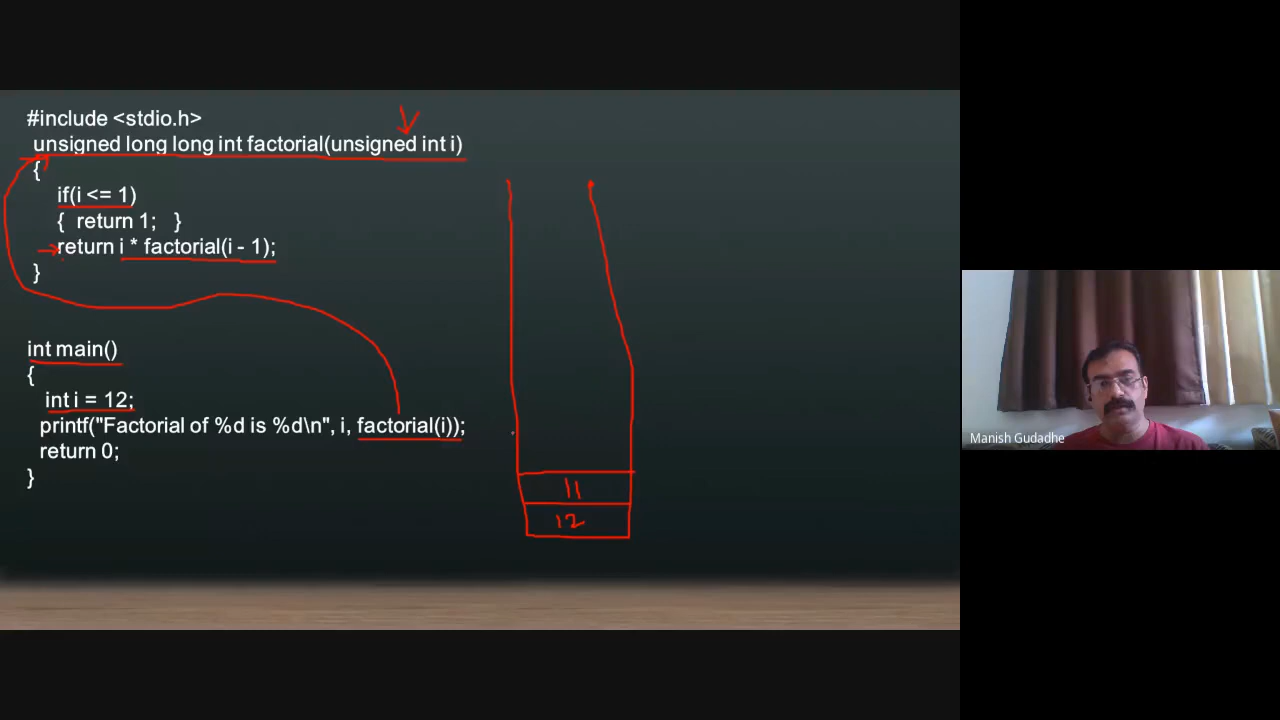 #include <stdio.h>
unsigned long long int factorial(unsigned int i)
{
if(i <= 1)
{ return 1; }
return i * factorial(i - 1);
}
int main()
{
int i = 12;
printf("Factorial of %d is %d\n", i, factorial(i));
return 0;
}
11
12
Manish Gudadhe